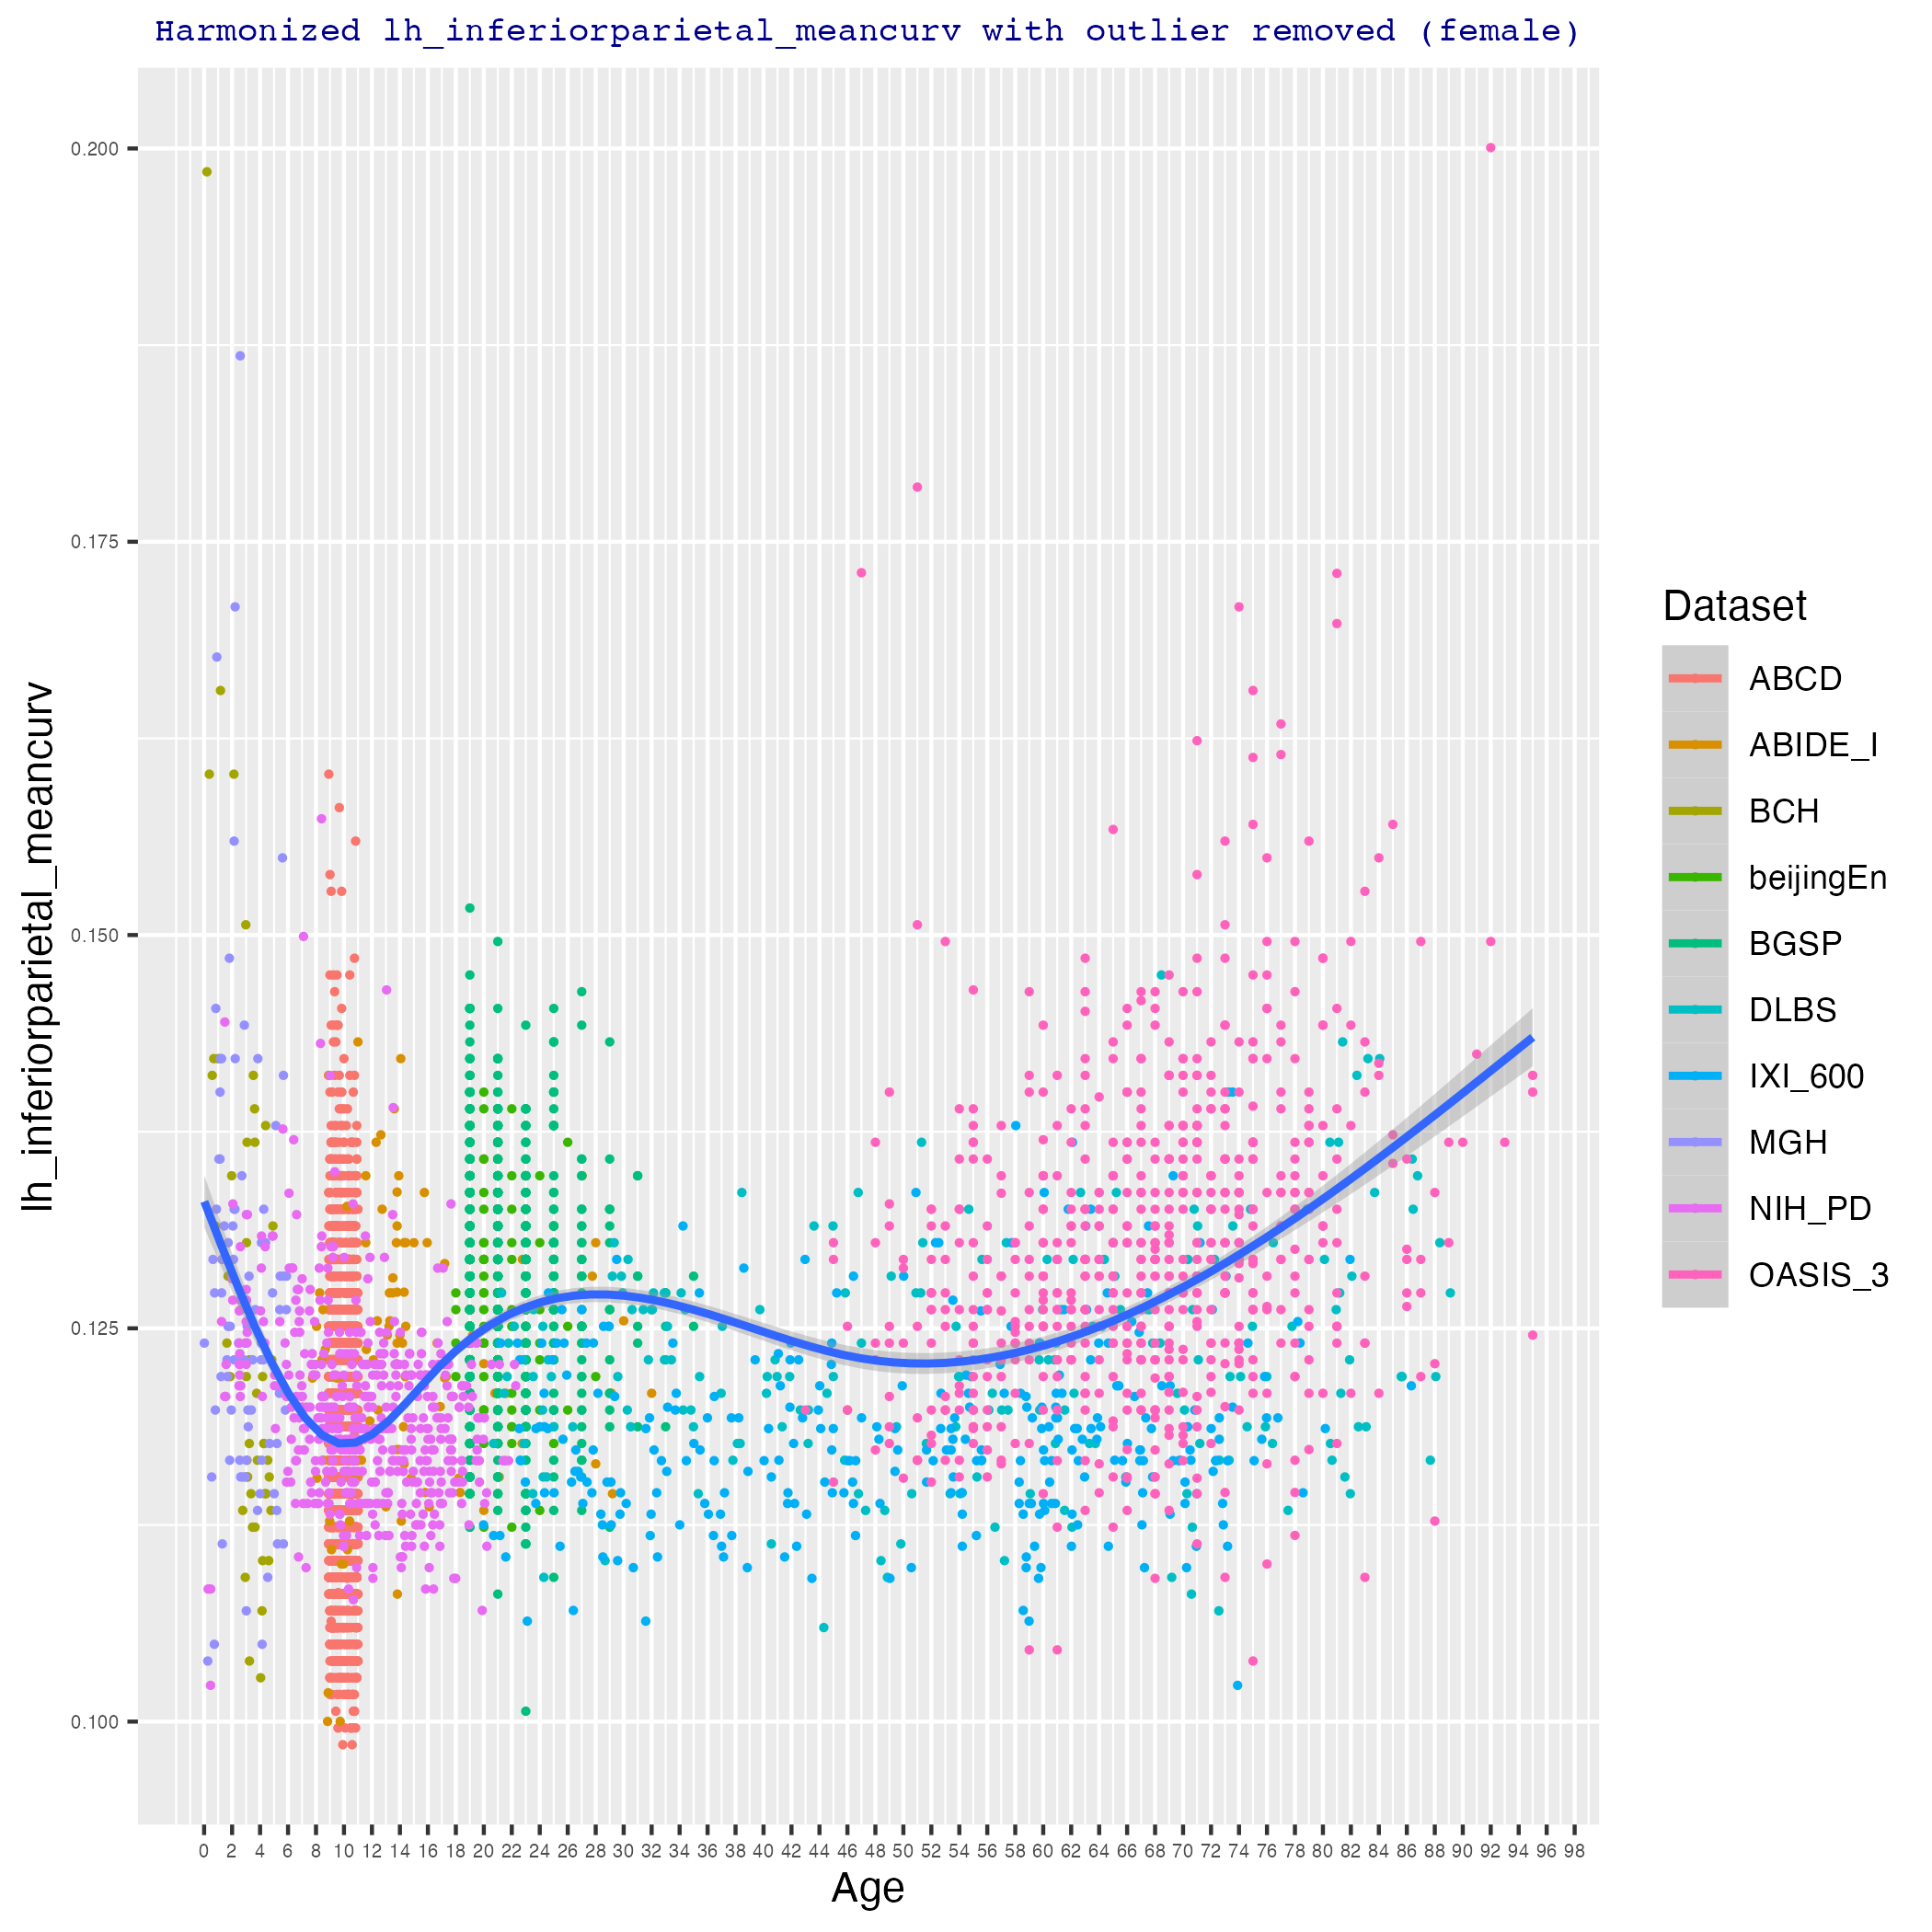 Harmonized lh_inferiorparietal_meancurv with outlier removed (female)
lh_inferiorparietal_meancurv
0.200
0.175
0.150
0.125
0.100
0 2 4 6 8 10 12 14 16 18 20 22 24 26 28 30 32 34 36 38 40 42 44 46 48 50 52 54 56 58 60 62 64 66 68 70 72 74 76 78 80 82 84 86 88 90 92 94 96 98
Age
Dataset
ABCD
ABIDE_I
BCH
beijingEn
BGSP
DLBS
IXI_600
MGH
NIH_PD
OASIS_3